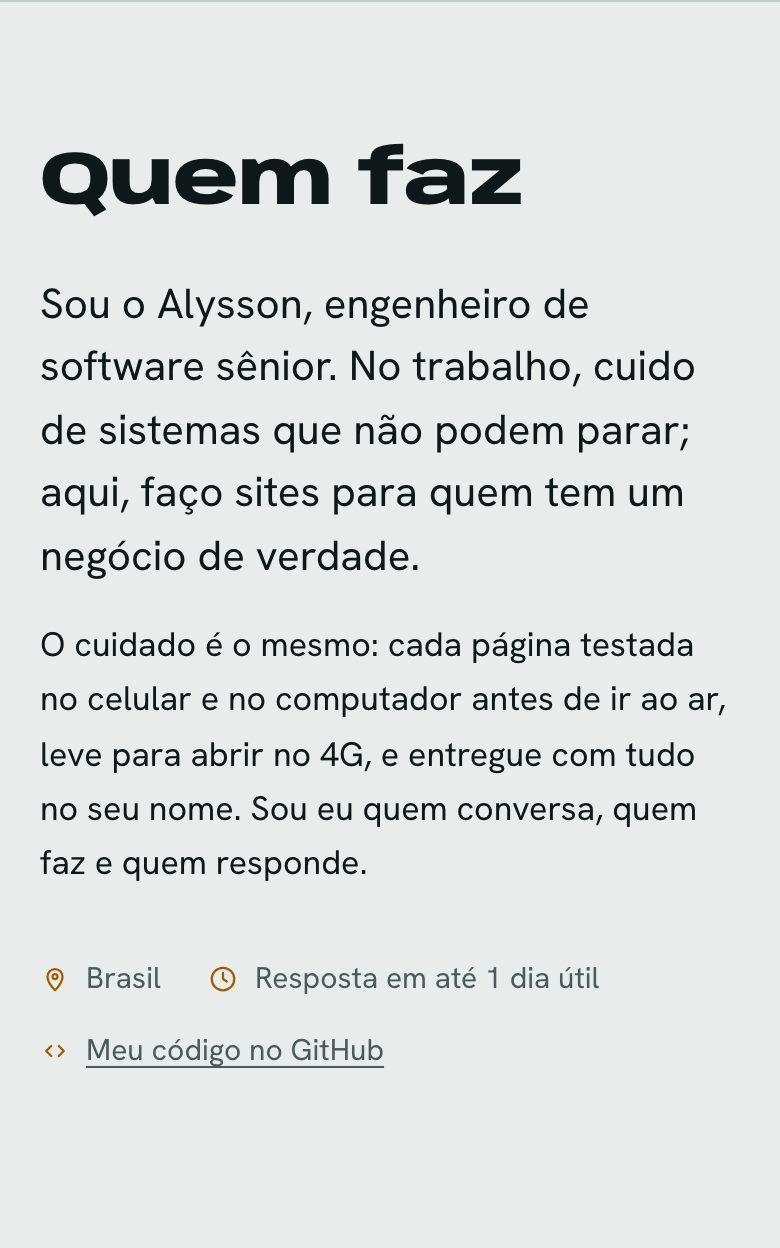 Quem faz
Sou o Alysson, engenheiro de
software sênior. No trabalho, cuido
de sistemas que não podem parar;
aqui, faço sites para quem tem um
negócio de verdade.
O cuidado é o mesmo: cada página testada
no celular e no computador antes de ir ao ar,
leve para abrir no 4G, e entregue com tudo
no seu nome. Sou eu quem conversa, quem
faz e quem responde.
Brasil Resposta em até 1 dia útil
Meu código no GitHub